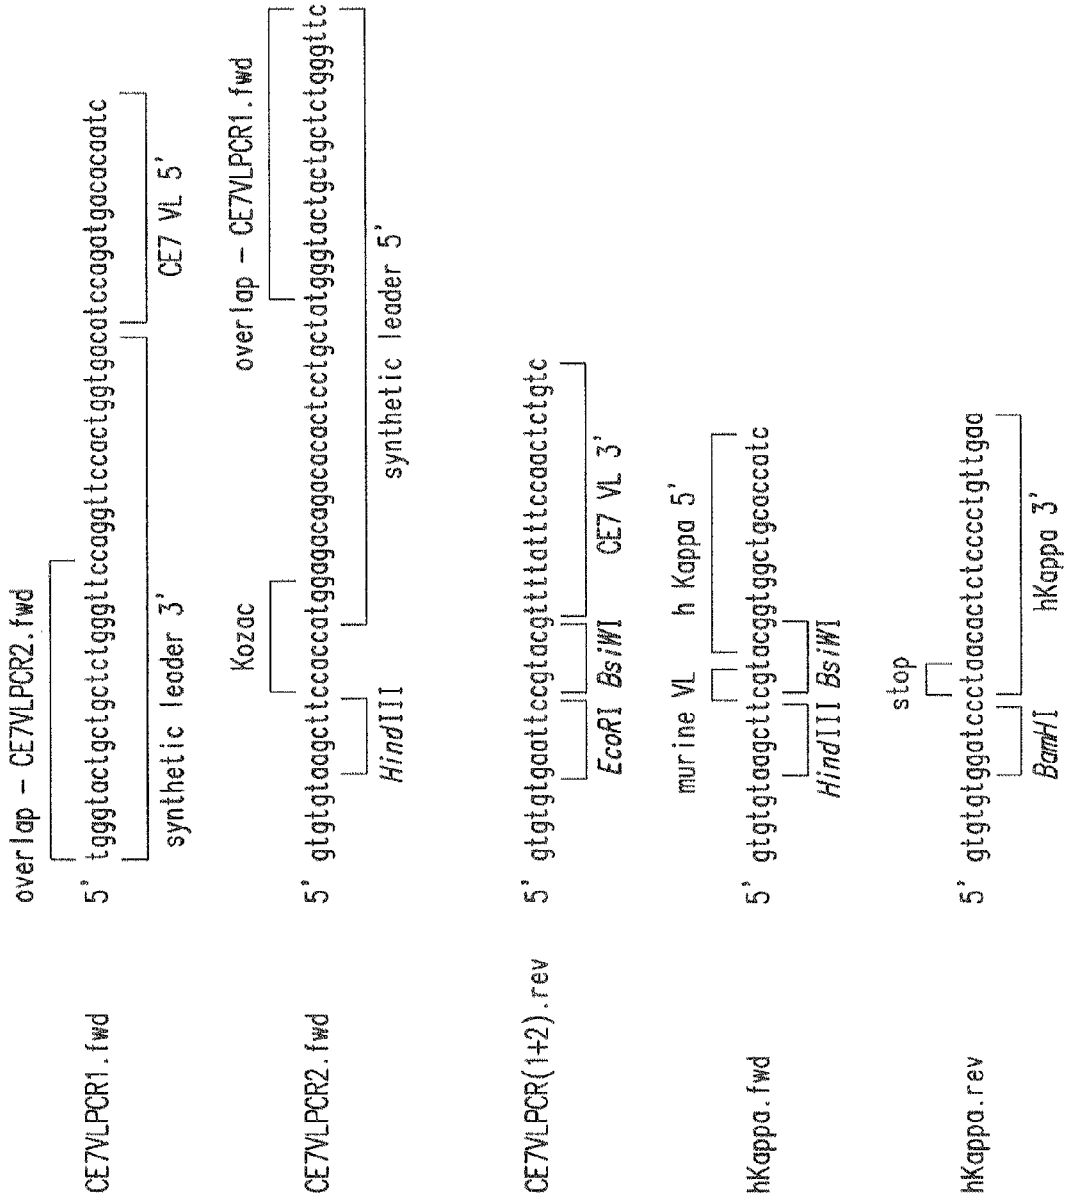 overlap – CE7VLPCR2.fwd
CE7VLPCR1.fwd 5' tgggtactgctgctctgggttccaggttccactggtgacatccagatgacacaatc
synthetic leader 3' CE7 VL 5'
Kozac overlap – CE7VLPCR1.fwd
CE7VLPCR2.fwd 5' gtgtgtaagcttccaccatggagacagacacactcctgctatgggtactgctgctctgggttc
HindIII synthetic leader 5'
CE7VLPCR(1+2).rev 5' gtgtgtgaattccgtacgttttatttccaactctgtc
EcoRI BsiWI CE7 VL 3'
murine VL h Kappa 5'
hKappa.fwd 5' gtgtgtaagcttcgtacggtggctgcaccatc
HindIII BsiWI
stop
hKappa.rev 5' gtgtgtggatccctaacactctcccctgttgaa
BamHI hKappa 3'